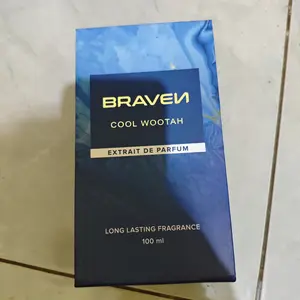 BRAVEN
COOL WOOTAH
EXTRAIT DE PARFUM
LONG LASTING FRAGRANCE
100 ml